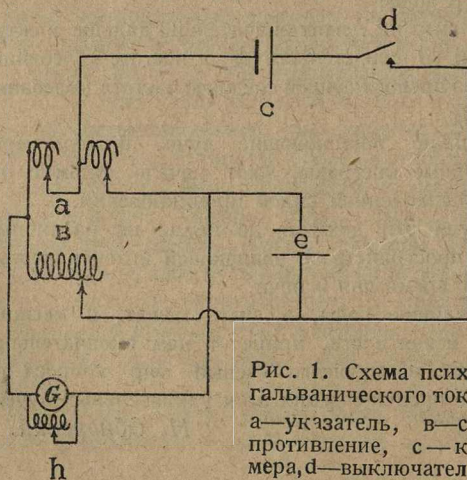 d
c
a
в
e
G
h
Рис. 1. Схема псих
гальванического ток
а—указатель, в—с
противление, с—к
мера, d—выключател